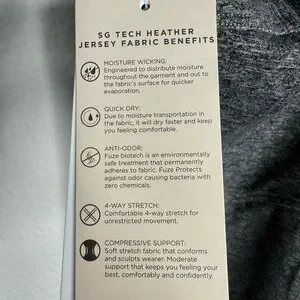 SG TECH HEATHER
JERSEY FABRIC BENEFITS
MOISTURE WICKING:
Engineered to distribute moisture
throughout the garment and out to
the fabric's surface for quicker
evaporation.
QUICK DRY:
Due to moisture transportation in
the fabric, it will dry faster and keep
you feeling comfortable.
ANTI-ODOR:
Fuze biotech is an environmentally
safe treatment that permanently
adheres to fabric. Fuze Protects
against odor causing bacteria with
zero chemicals.
4-WAY STRETCH:
Comfortable 4-way stretch for
unrestricted movement.
COMPRESSIVE SUPPORT:
Soft stretch fabric that conforms
and sculpts wearer. Moderate
support that keeps you feeling your
best, comfortably and confidently.